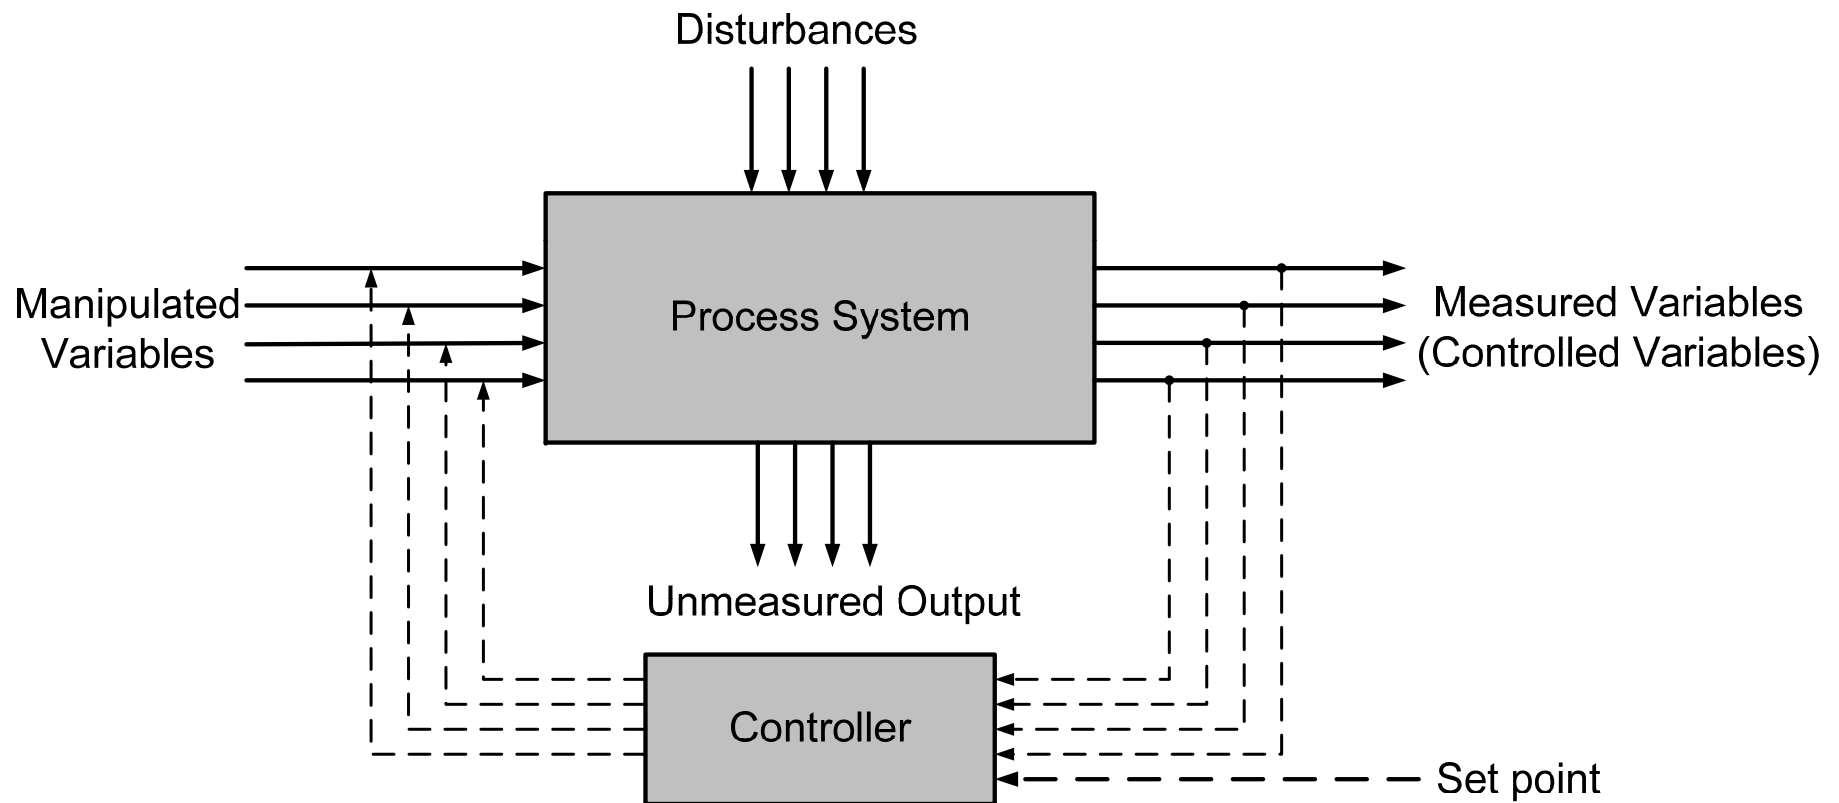 Disturbances
Manipulated
Variables
Process System
Measured Variables
(Controlled Variables)
Unmeasured Output
Controller
Set point